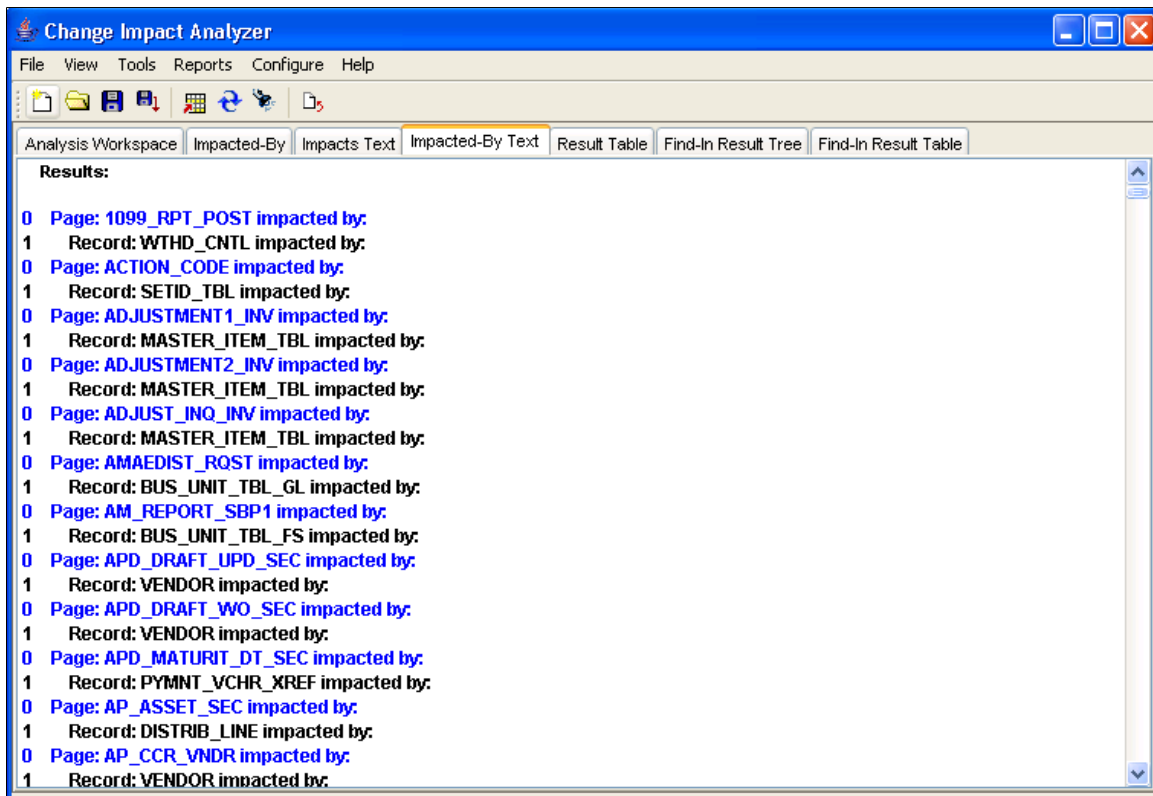 Change Impact Analyzer
File View Tools Reports Configure Help
Analysis Workspace Impacted-By Impacts Text Impacted-By Text Result Table Find-In Result Tree Find-In Result Table
Results:
0 Page: 1099_RPT_POST impacted by:
1 Record: WTHD_CNTL impacted by:
0 Page: ACTION_CODE impacted by:
1 Record: SETID_TBL impacted by:
0 Page: ADJUSTMENT1_INV impacted by:
1 Record: MASTER_ITEM_TBL impacted by:
0 Page: ADJUSTMENT2_INV impacted by:
1 Record: MASTER_ITEM_TBL impacted by:
0 Page: ADJUST_INQ_INV impacted by:
1 Record: MASTER_ITEM_TBL impacted by:
0 Page: AMAEDIST_RQST impacted by:
1 Record: BUS_UNIT_TBL_GL impacted by:
0 Page: AM_REPORT_SBP1 impacted by:
1 Record: BUS_UNIT_TBL_FS impacted by:
0 Page: APD_DRAFT_UPD_SEC impacted by:
1 Record: VENDOR impacted by:
0 Page: APD_DRAFT_WO_SEC impacted by:
1 Record: VENDOR impacted by:
0 Page: APD_MATURIT_DT_SEC impacted by:
1 Record: PYMNT_VCHR_XREF impacted by:
0 Page: AP_ASSET_SEC impacted by:
1 Record: DISTRIB_LINE impacted by:
0 Page: AP_CCR_VNDR impacted by:
1 Record: VENDOR impacted by: